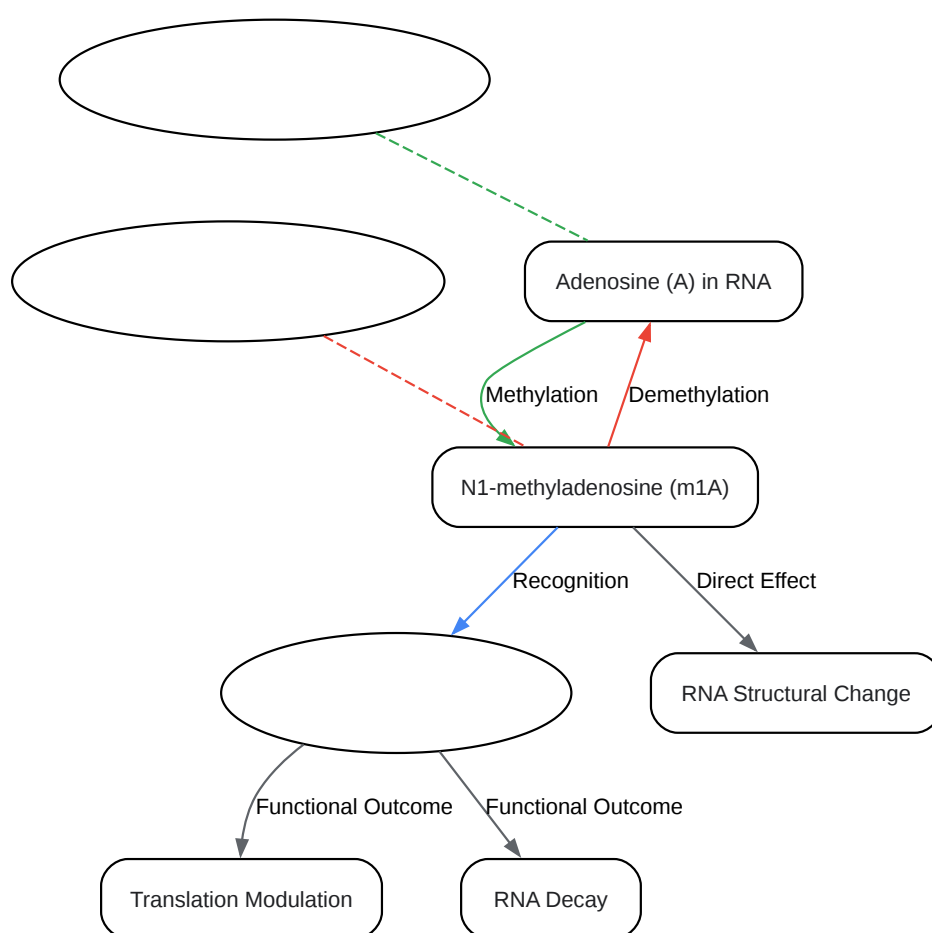 Adenosine (A) in RNA
Methylation
Demethylation
N1-methyladenosine (m1A)
Recognition
Direct Effect
RNA Structural Change
Functional Outcome
Functional Outcome
Translation Modulation
RNA Decay